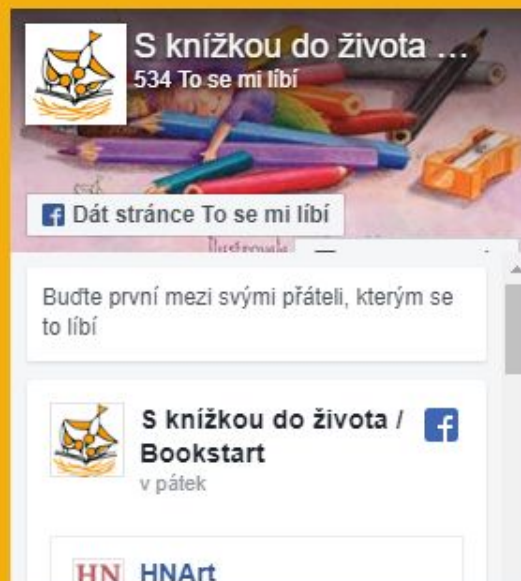 S knížkou do života ...
534 To se mi líbí
Dát stránce To se mi líbí
Ilustrovala
Buďte první mezi svými přáteli, kterým se
to líbí
S knížkou do života /
Bookstart
v pátek
HN HNArt